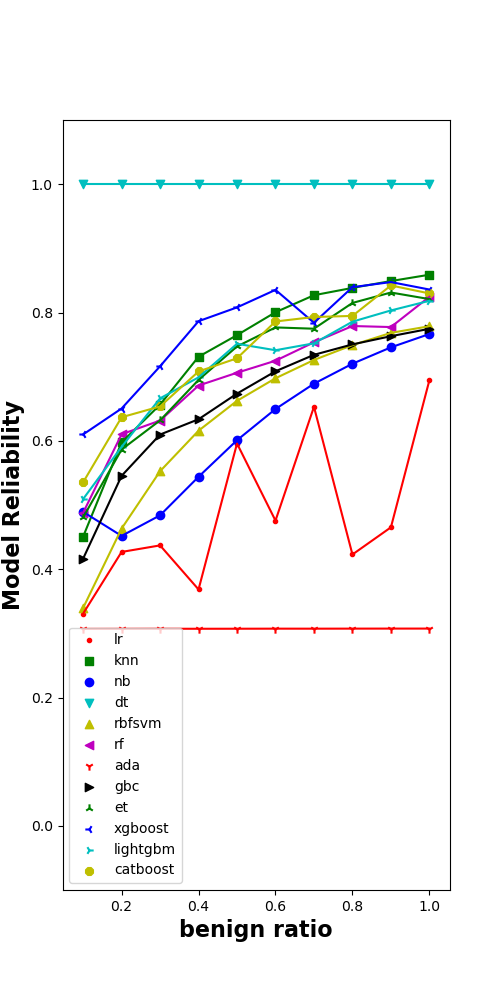 1.0
0.8
0.6
0.4
0.2
0.0
Model Reliability
lr
knn
nb
dt
rbfsvm
rf
ada
gbc
et
xgboost
lightgbm
catboost
0.2 0.4 0.6 0.8 1.0
benign ratio